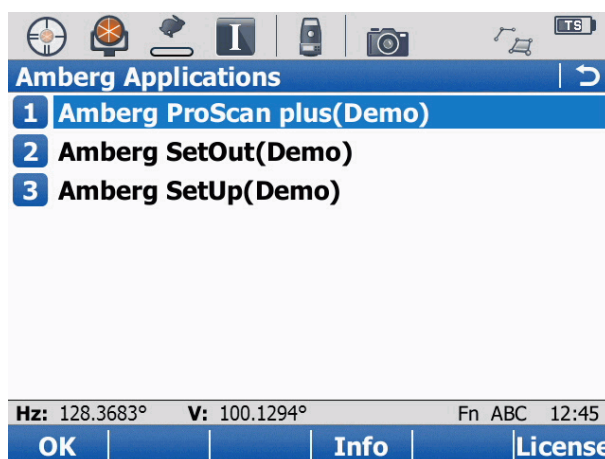 I
TS
Amberg Applications
1 Amberg ProScan plus(Demo)
2 Amberg SetOut(Demo)
3 Amberg SetUp(Demo)
Hz: 128.3683° V: 100.1294° Fn ABC 12:45
OK Info License